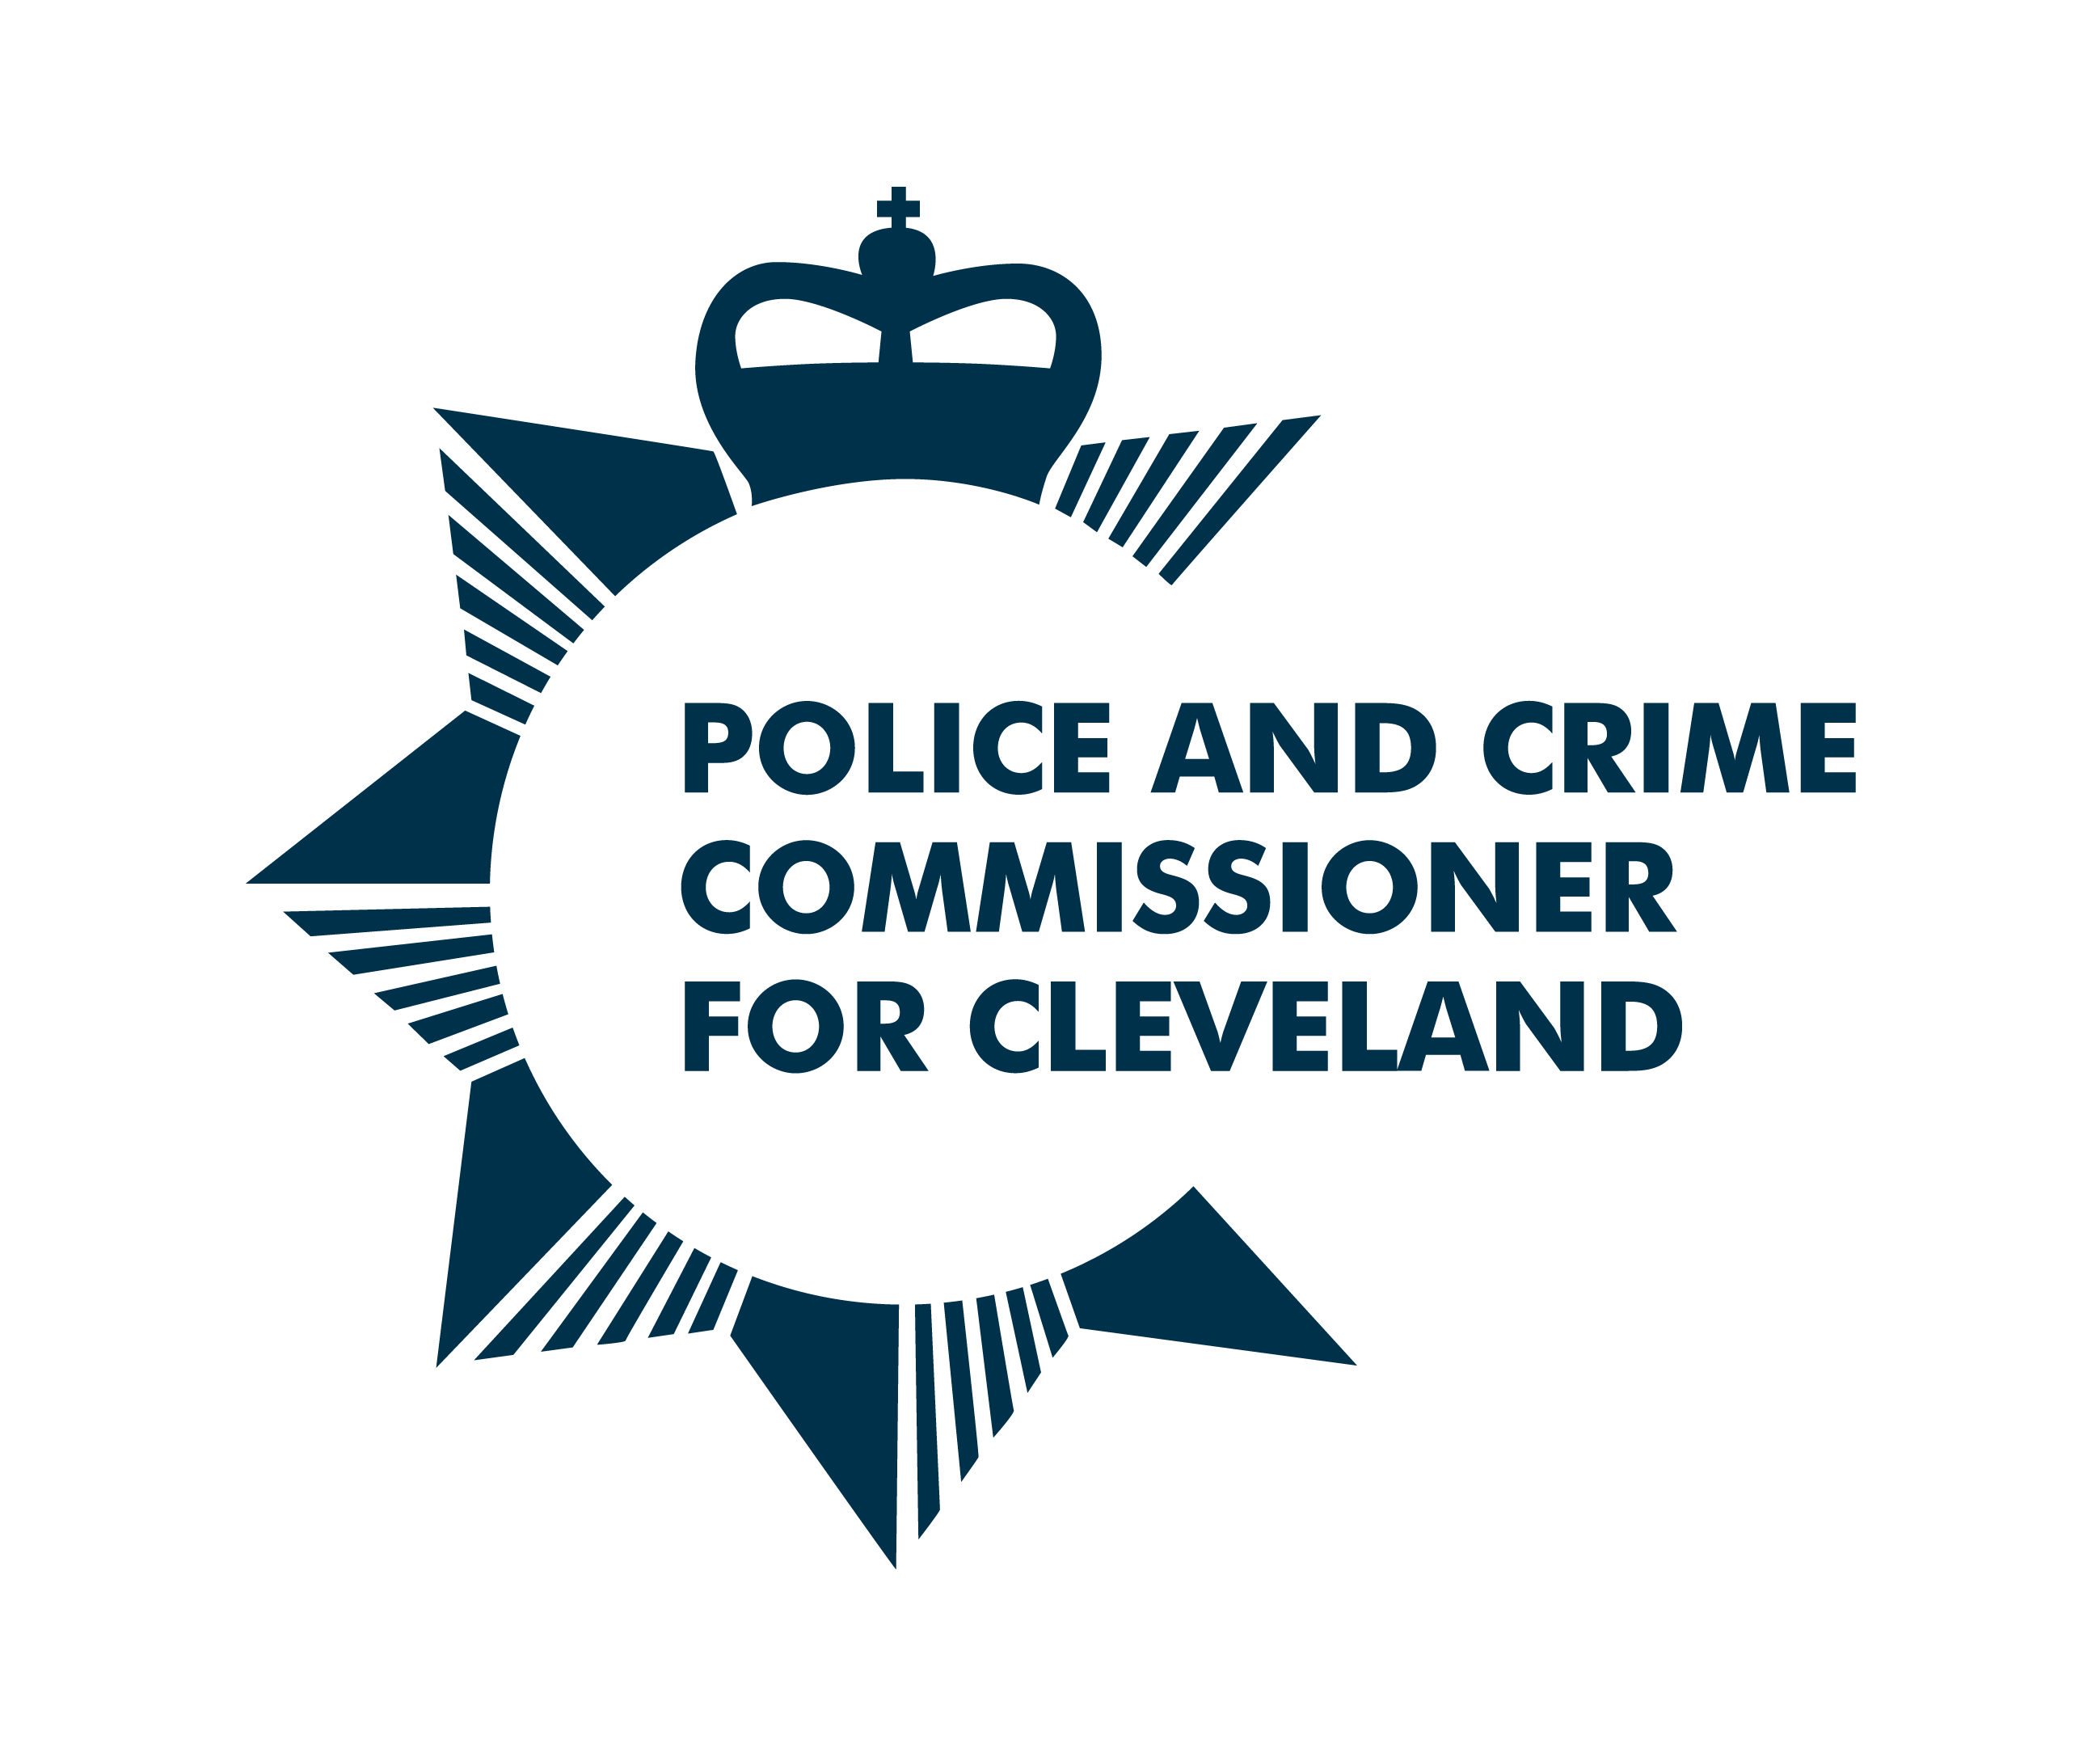 POLICE AND CRIME
COMMISSIONER
FOR CLEVELAND